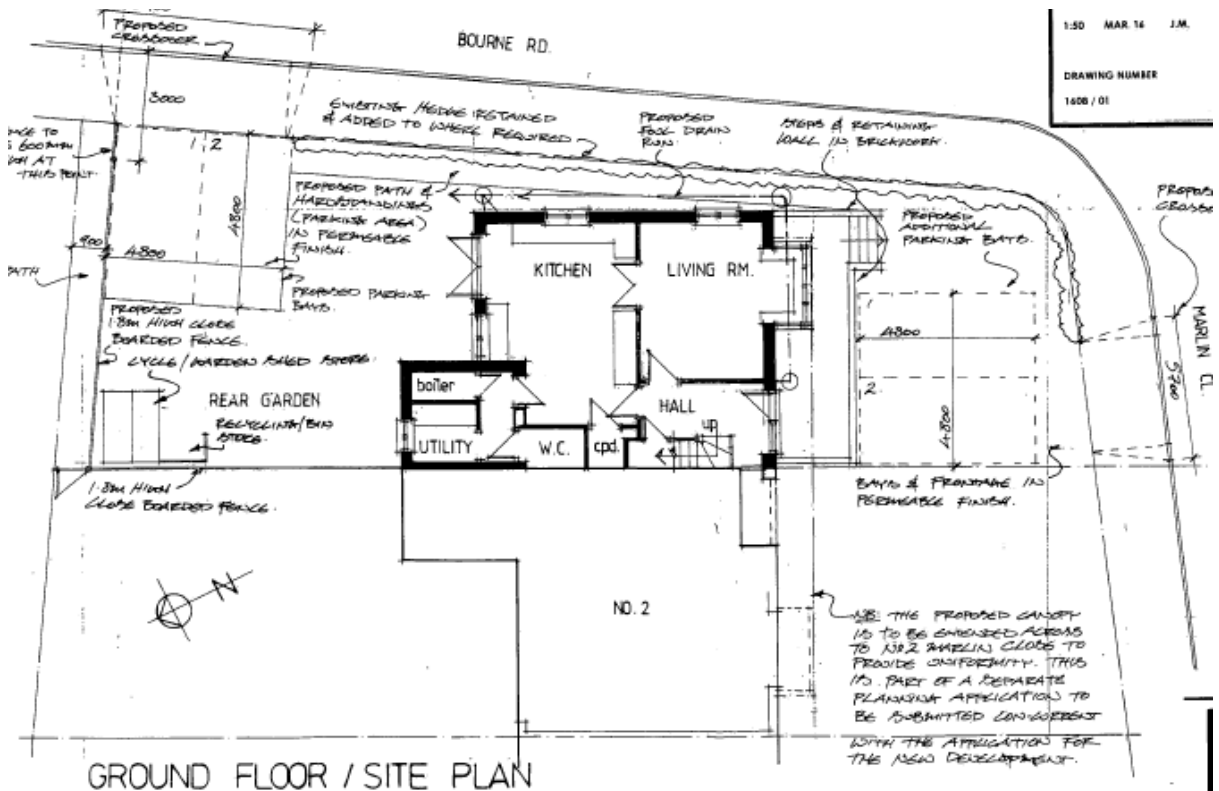 PROPOSED
CROSSOVER
BOURNE RD.
1:50 MAR. 16 J.M.
DRAWING NUMBER
1608 / 01
3000
EXISTING HEDGE RETAINED
& ADDED TO WHERE REQUIRED
PROPOSED
FOUL DRAIN
RUN.
STEPS & RETAINING
WALL IN BRICKWORK.
600mm
AT
THIS POINT.
1 2
4800
4800
900
PATH
PROPOSED PATH &
HARDSTANDINGS
(PARKING AREA)
IN PERMEABLE
FINISH.
PROPOSED PARKING
BAYS.
PROPOSED
ADDITIONAL
PARKING BAYS.
PROPOSED
1.8m HIGH CLOSE
BOARDED FENCE.
CYCLE/GARDEN SHED STORE.
KITCHEN
LIVING RM.
1.
4800
2.
4800
MARLIN CL.
5700
REAR GARDEN
RECYCLING/BIN
STORE.
boiler
UTILITY
W.C.
cpd.
HALL
up
1.8m HIGH
CLOSE BOARDED FENCE.
BAYS & FRONTAGE IN
PERMEABLE FINISH.
N
NO. 2
NB: THE PROPOSED CANOPY
IS TO BE EXTENDED ACROSS
TO NO.2 MARLIN CLOSE TO
PROVIDE UNIFORMITY. THIS
IS PART OF A SEPARATE
PLANNING APPLICATION TO
BE SUBMITTED CONCURRENT
WITH THE APPLICATION FOR
THE NEW DEVELOPMENT.
GROUND FLOOR / SITE PLAN